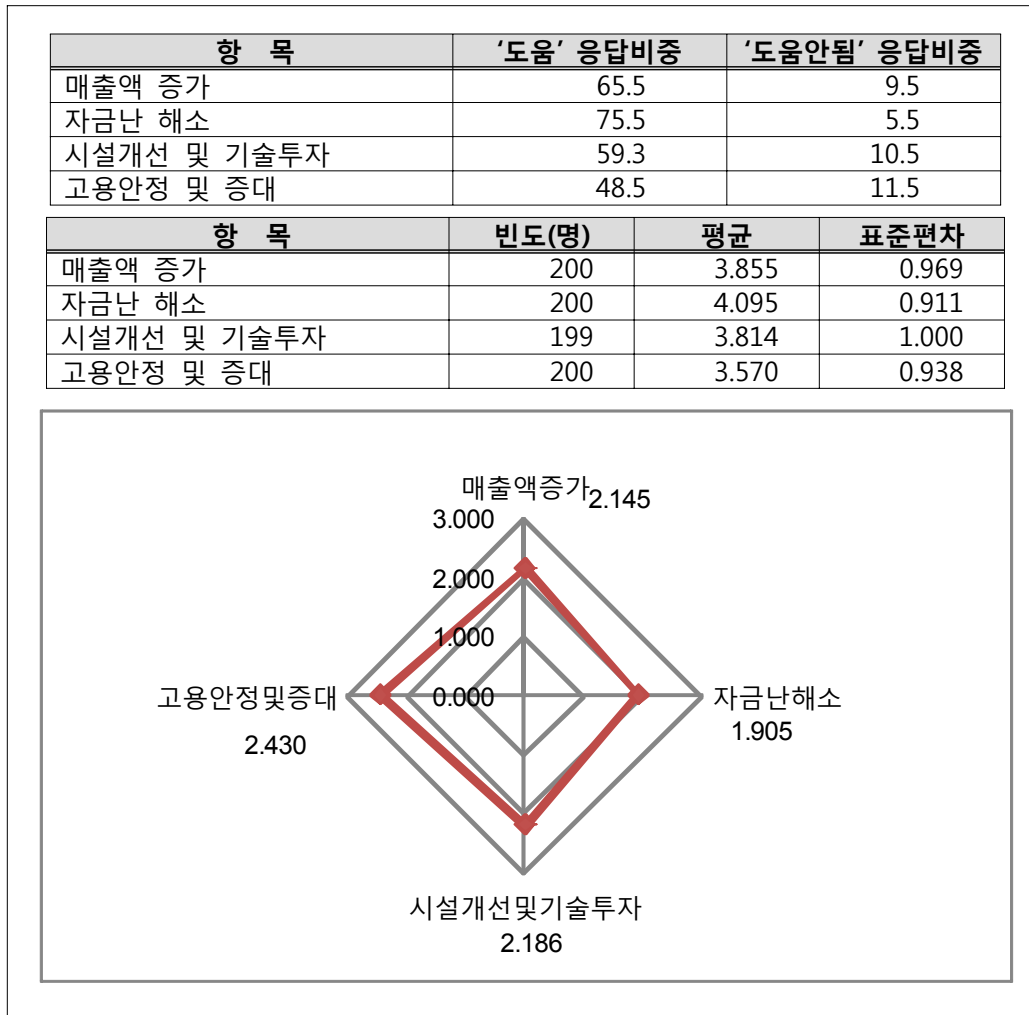 항 목 '도움' 응답비중 '도움안됨' 응답비중
매출액 증가 65.5 9.5
자금난 해소 75.5 5.5
시설개선 및 기술투자 59.3 10.5
고용안정 및 증대 48.5 11.5
항 목 빈도(명) 평균 표준편차
매출액 증가 200 3.855 0.969
자금난 해소 200 4.095 0.911
시설개선 및 기술투자 199 3.814 1.000
고용안정 및 증대 200 3.570 0.938
매출액증가 2.145
3.000
2.000
1.000
0.000
고용안정및증대
2.430
자금난해소
1.905
시설개선및기술투자
2.186